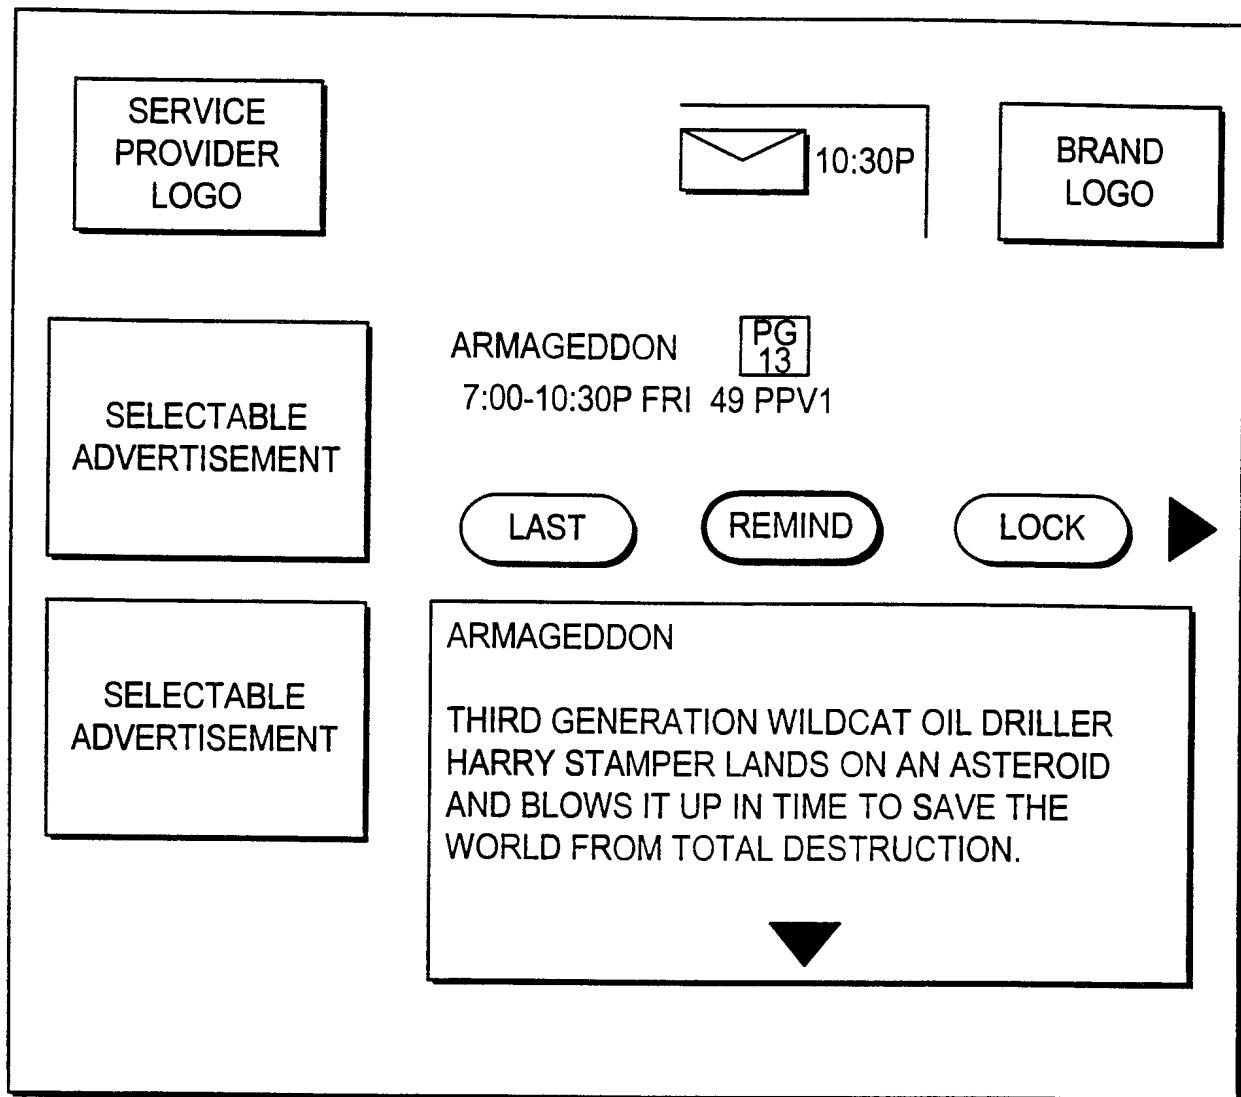 SERVICE
PROVIDER
LOGO
10:30P
BRAND
LOGO
SELECTABLE
ADVERTISEMENT
ARMAGEDDON
PG
13
7:00-10:30P FRI 49 PPV1
LAST
REMIND
LOCK
SELECTABLE
ADVERTISEMENT
ARMAGEDDON
THIRD GENERATION WILDCAT OIL DRILLER
HARRY STAMPER LANDS ON AN ASTEROID
AND BLOWS IT UP IN TIME TO SAVE THE
WORLD FROM TOTAL DESTRUCTION.